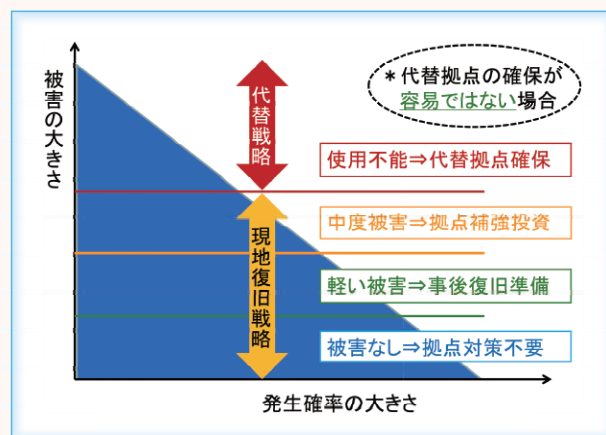 被害の大きさ
代替戦略
＊代替拠点の確保が
容易ではない場合
使用不能⇒代替拠点確保
中度被害⇒拠点補強投資
現地復旧戦略
軽い被害⇒事後復旧準備
被害なし⇒拠点対策不要
発生確率の大きさ